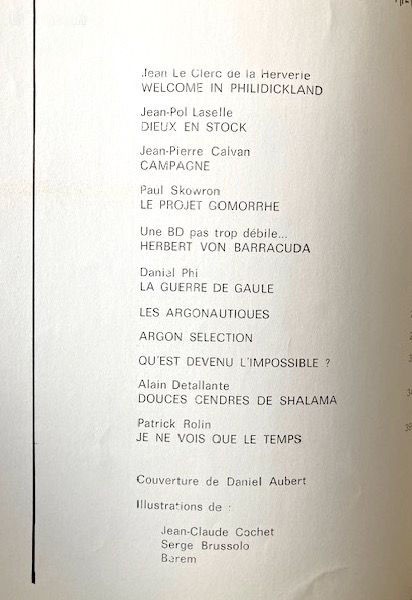 Jean Le Clerc de la Herverie
WELCOME IN PHILIDICKLAND
Jean-Pol Laselle
DIEUX EN STOCK
Jean-Pierre Calvan
CAMPAGNE
Paul Skowron
LE PROJET GOMORRHE
Une BD pas trop débile...
HERBERT VON BARRACUDA
Daniel Phi
LA GUERRE DE GAULE
LES ARGONAUTIQUES
ARGON SELECTION
QU'EST DEVENU L'IMPOSSIBLE ?
Alain Detallante
DOUCES CENDRES DE SHALAMA
Patrick Rolin
JE NE VOIS QUE LE TEMPS
Couverture de Daniel Aubert
Illustrations de :
Jean-Claude Cochet
Serge Brussolo
Barem